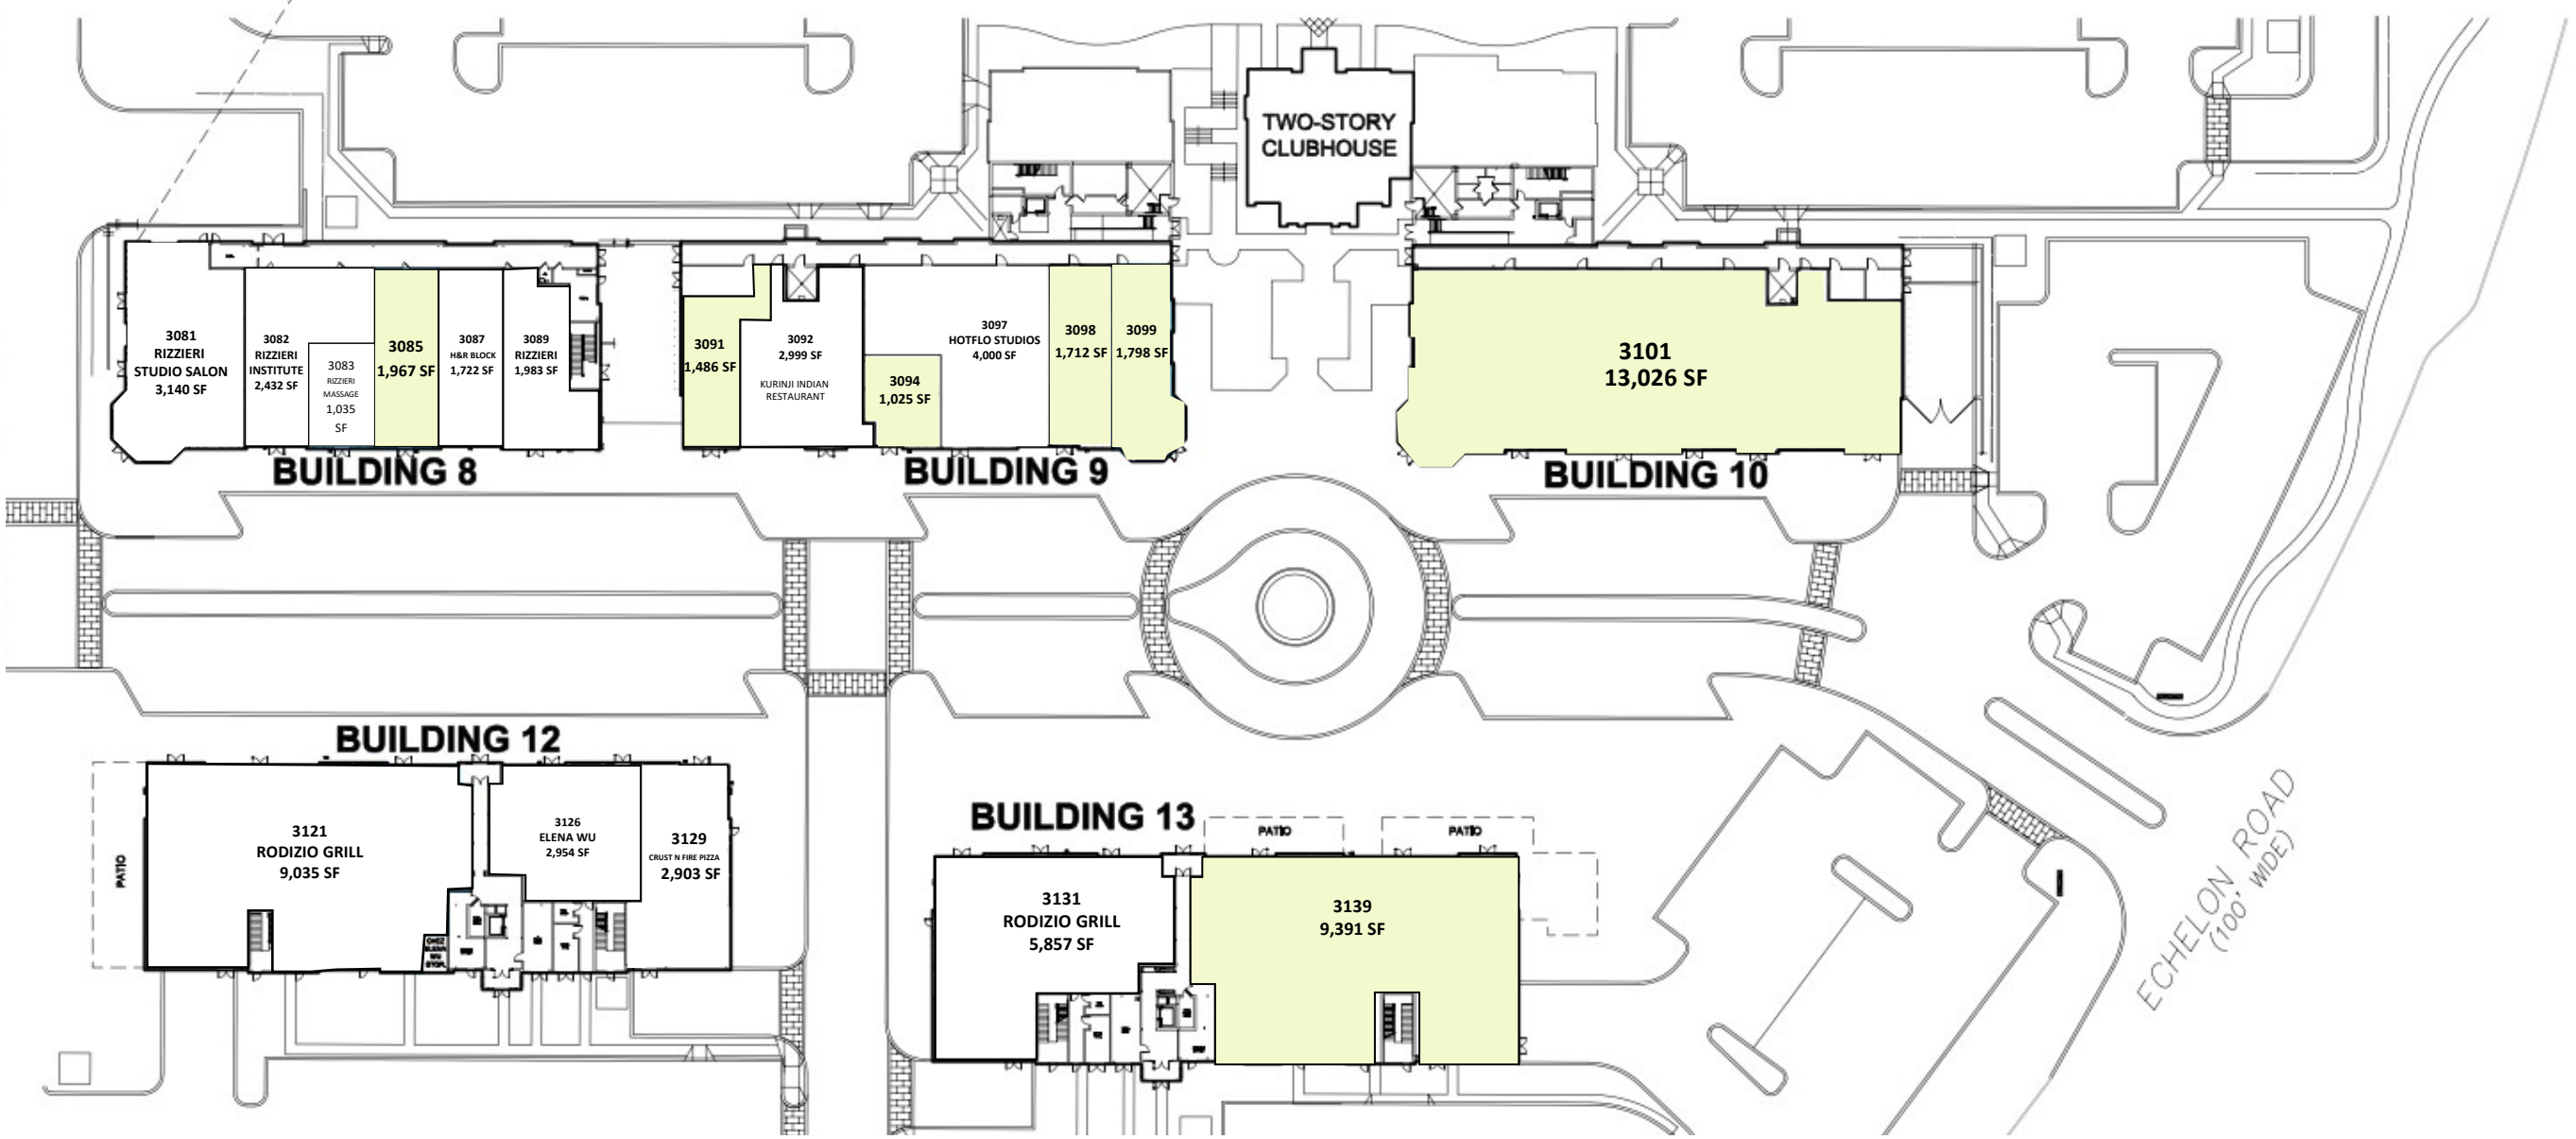 TWO-STORY
CLUBHOUSE
3081
RIZZIERI
STUDIO SALON
3,140 SF
3082
RIZZIERI
INSTITUTE
2,432 SF
3083
RIZZIERI
MASSAGE
1,035
SF
3085
1,967 SF
3087
H&R BLOCK
1,722 SF
3089
RIZZIERI
1,983 SF
BUILDING 8
3091
1,486 SF
3092
2,999 SF
KURINJI INDIAN
RESTAURANT
3094
1,025 SF
3097
HOTFLO STUDIOS
4,000 SF
3098
1,712 SF
3099
1,798 SF
BUILDING 9
3101
13,026 SF
BUILDING 10
BUILDING 12
PATIO
3121
RODIZIO GRILL
9,035 SF
3126
ELENA WU
2,954 SF
3129
CRUST N FIRE PIZZA
2,903 SF
BUILDING 13
PATIO
PATIO
3131
RODIZIO GRILL
5,857 SF
3139
9,391 SF
ECHELON ROAD
(100' WIDE)